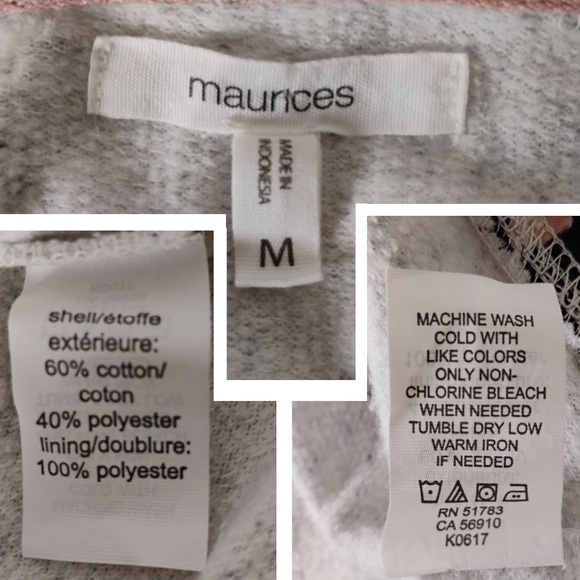 maurices
MADE IN
INDONESIA
M
shell/étoffe
extérieure:
60% cotton/
coton
40% polyester
lining/doublure:
100% polyester
MACHINE WASH
COLD WITH
LIKE COLORS
ONLY NON-
CHLORINE BLEACH
WHEN NEEDED
TUMBLE DRY LOW
WARM IRON
IF NEEDED
RN 51783
CA 56910
K0617